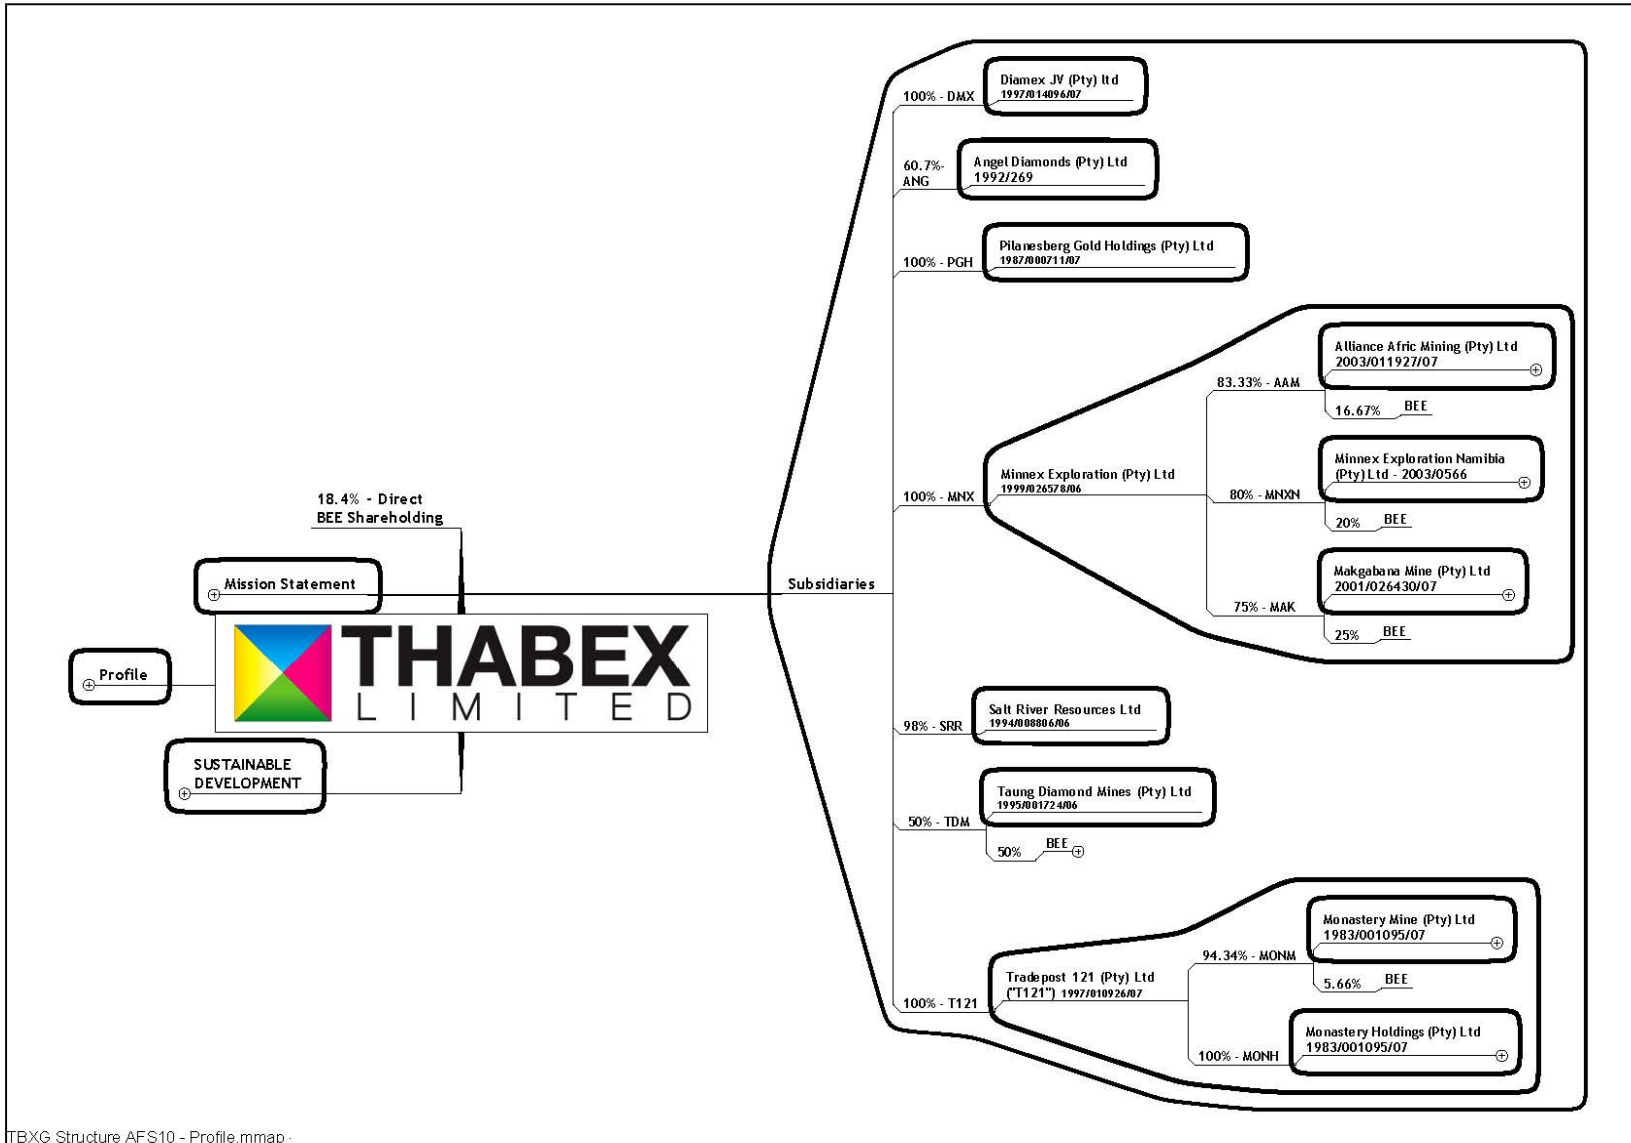 100% - DMX
Diamex JV (Pty) ltd
1997/014096/07
60.7%-
ANG
Angel Diamonds (Pty) Ltd
1992/269
100% - PGH
Pilanesberg Gold Holdings (Pty) Ltd
1987/000711/07
100% - MNX
Minnex Exploration (Pty) Ltd
1999/026578/06
83.33% - AAM
Alliance Afric Mining (Pty) Ltd
2003/011927/07
16.67%
BEE
80% - MNXN
Minnex Exploration Namibia
(Pty) Ltd - 2003/0566
20%
BEE
75% - MAK
Makgabana Mine (Pty) Ltd
2001/026430/07
25%
BEE
18.4% - Direct
BEE Shareholding
Mission Statement
Subsidiaries
THABEX
LIMITED
Profile
SUSTAINABLE
DEVELOPMENT
98% - SRR
Salt River Resources Ltd
1994/008806/06
50% - TDM
Taung Diamond Mines (Pty) Ltd
1995/001724/06
50%
BEE
100% - T121
Tradepost 121 (Pty) Ltd
("T121") 1997/010926/07
94.34% - MONM
Monastery Mine (Pty) Ltd
1983/001095/07
5.66%
BEE
100% - MONH
Monastery Holdings (Pty) Ltd
1983/001095/07
TBXG Structure AFS10 - Profile.mmap -